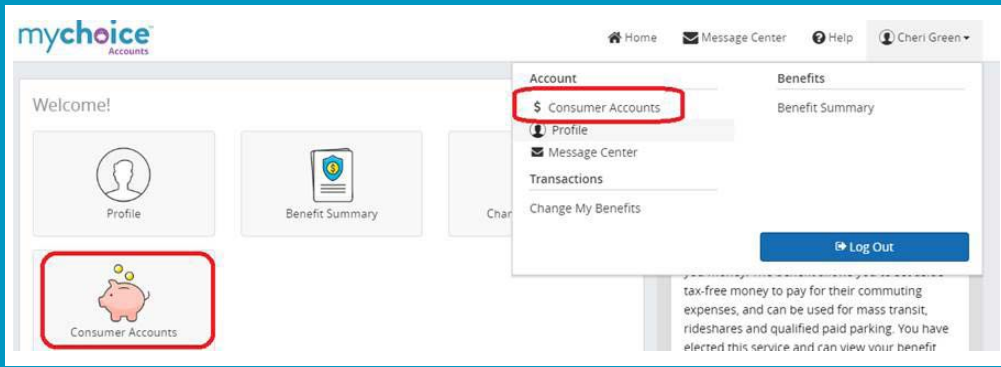 mychoice
Accounts
Home
Message Center
Help
Cheri Green
Account
Benefits
$ Consumer Accounts
Benefit Summary
Profile
Message Center
Transactions
Change My Benefits
Log Out
Welcome!
Profile
Benefit Summary
Consumer Accounts
tax-free money to pay for their commuting
expenses, and can be used for mass transit,
rideshares and qualified paid parking. You have
elected this service and can view your benefit